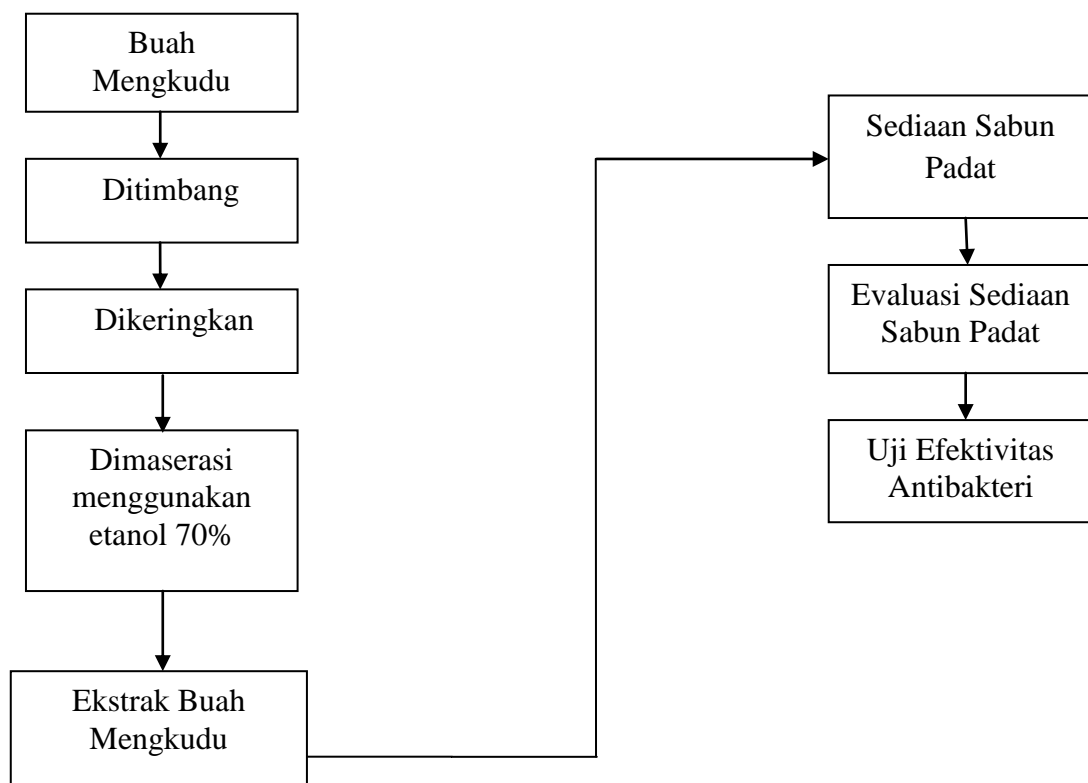 Buah
Mengkudu
Ditimbang
Dikeringkan
Dimaserasi
menggunakan
etanol 70%
Ekstrak Buah
Mengkudu
Sediaan Sabun
Padat
Evaluasi Sediaan
Sabun Padat
Uji Efektivitas
Antibakteri